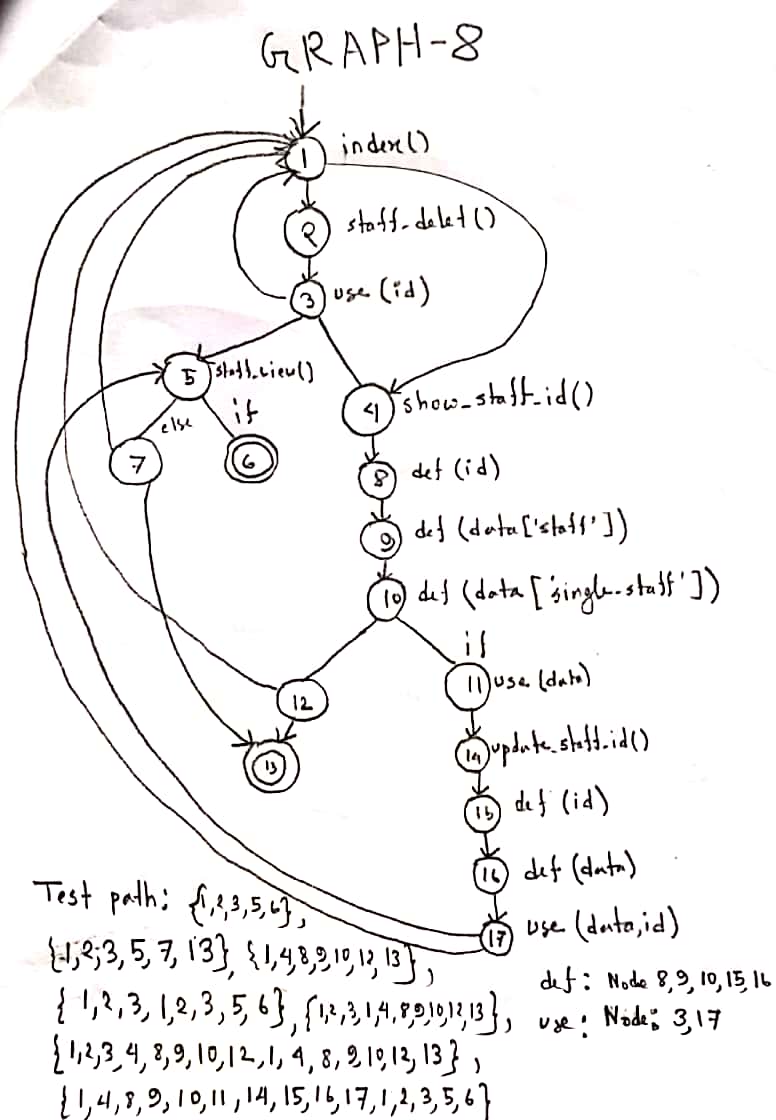 GRAPH-8
1 index()
2 staff_delet()
3 use (id)
5 staff_view()
4 show_staff_id()
else if
7 6
8 def (id)
9 def (data['staff'])
10 def (data['single_staff'])
if
11 use (data)
12
14 update_staff_id()
13
15 def (id)
16 def (data)
17 use (data,id)
Test path: {1,2,3,5,6},
{1,2,3,5,7,13}, {1,4,8,9,10,12,13},
{1,2,3,1,2,3,5,6}, {1,2,3,1,4,8,9,10,12,13},
{1,2,3,4,8,9,10,12,1,4,8,9,10,12,13},
{1,4,8,9,10,11,14,15,16,17,1,2,3,5,6}
def: Node 8,9,10,15,16
use: Node: 3,17